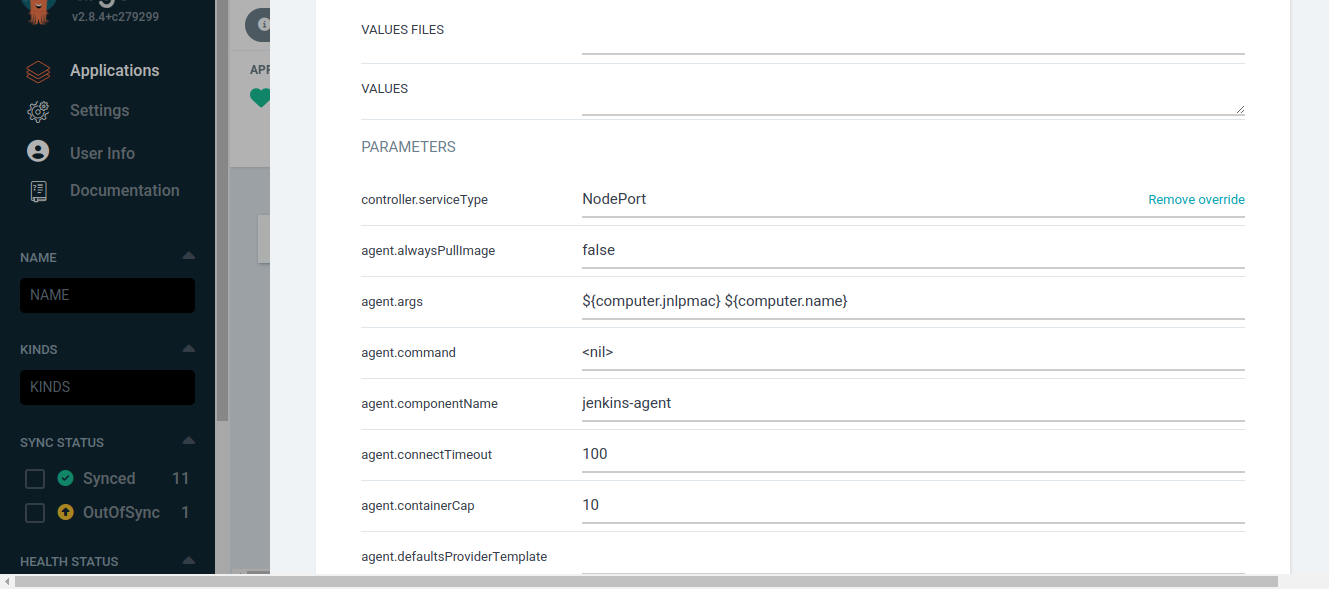 v2.8.4+c279299
Applications
Settings
User Info
Documentation
NAME
NAME
KINDS
KINDS
SYNC STATUS
Synced 11
OutOfSync 1
HEALTH STATUS
VALUES FILES
VALUES
PARAMETERS
controller.serviceType NodePort Remove override
agent.alwaysPullImage false
agent.args ${computer.jnlpmac} ${computer.name}
agent.command <nil>
agent.componentName jenkins-agent
agent.connectTimeout 100
agent.containerCap 10
agent.defaultsProviderTemplate